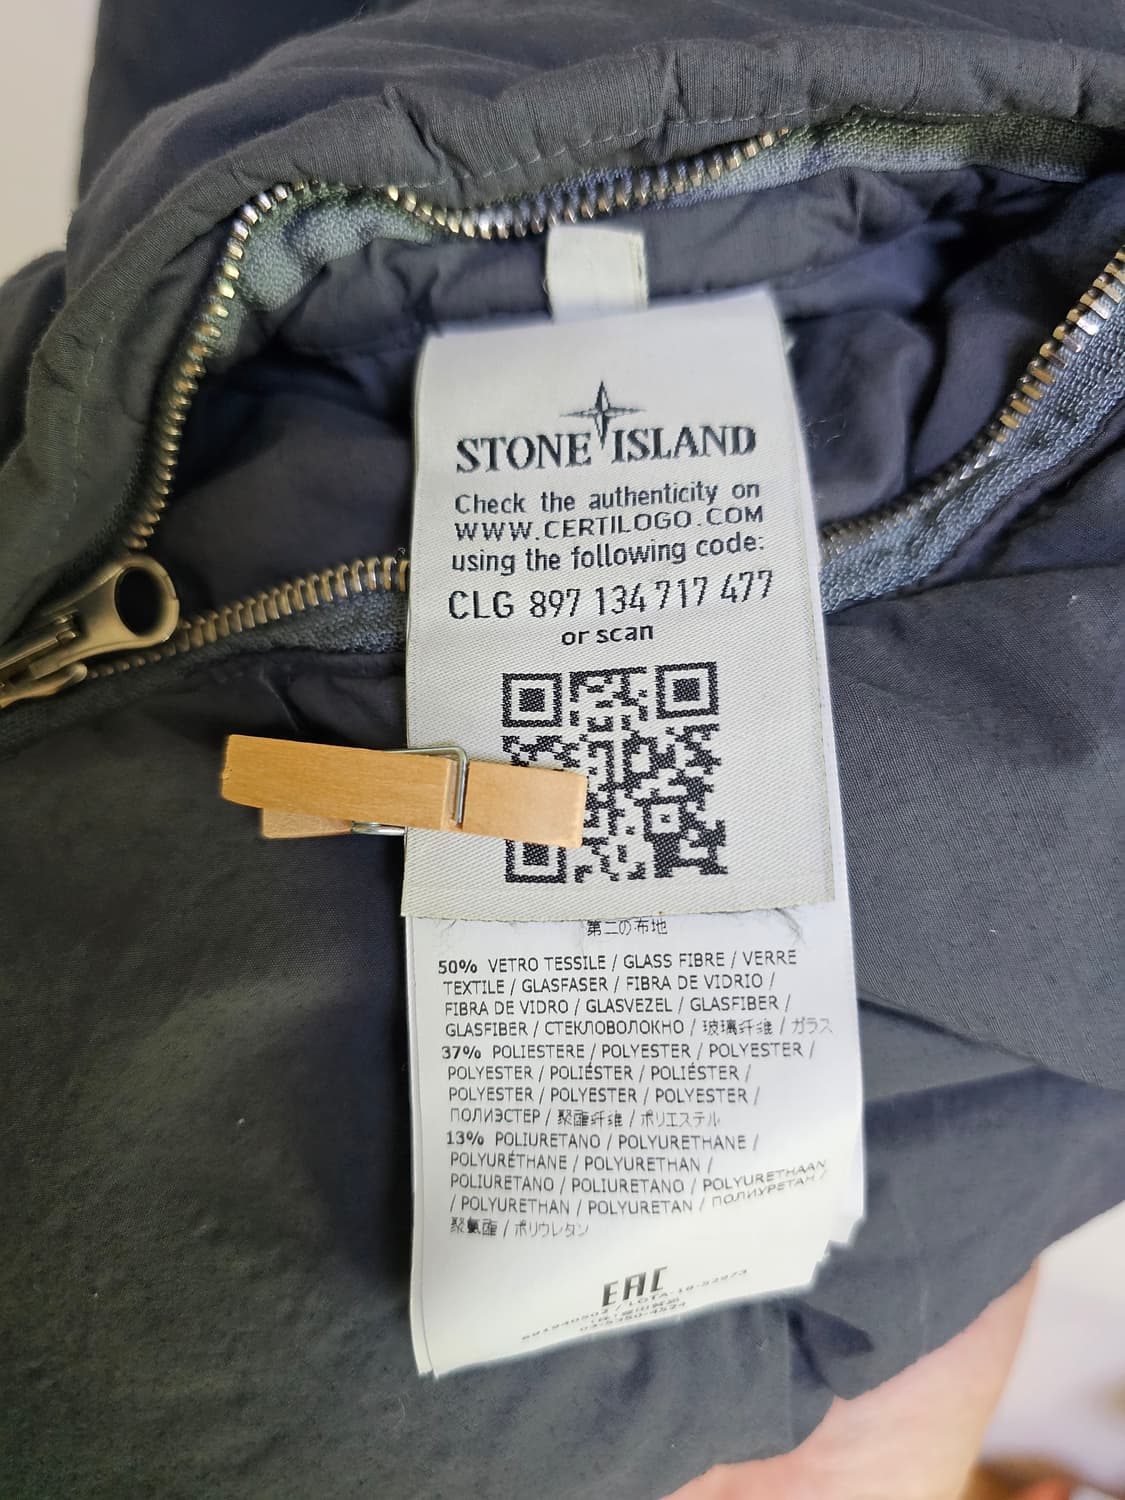 STONE ISLAND
Check the authenticity on
WWW.CERTILOGO.COM
using the following code:
CLG 897 134 717 477
or scan
第二の布地
50% VETRO TESSILE / GLASS FIBRE / VERRE
TEXTILE / GLASFASER / FIBRA DE VIDRIO /
FIBRA DE VIDRO / GLASVEZEL / GLASFIBER /
GLASFIBER / СТЕКЛОВОЛОКНО / 玻璃纤维 / ガラス
37% POLIESTERE / POLYESTER / POLYESTER /
POLYESTER / POLIÉSTER / POLIÉSTER /
POLYESTER / POLYESTER / POLYESTER /
ПОЛИЭСТЕР / 聚酯纤维 / ポリエステル
13% POLIURETANO / POLYURETHANE /
POLYURÉTHANE / POLYURETHAN /
POLIURETANO / POLIURETANO / POLYURETHAAN
/ POLYURETHAN / POLYURETAN / ПОЛИУРЕТАН /
聚氨酯 / ポリウレタン
EAC
03-5350-4524